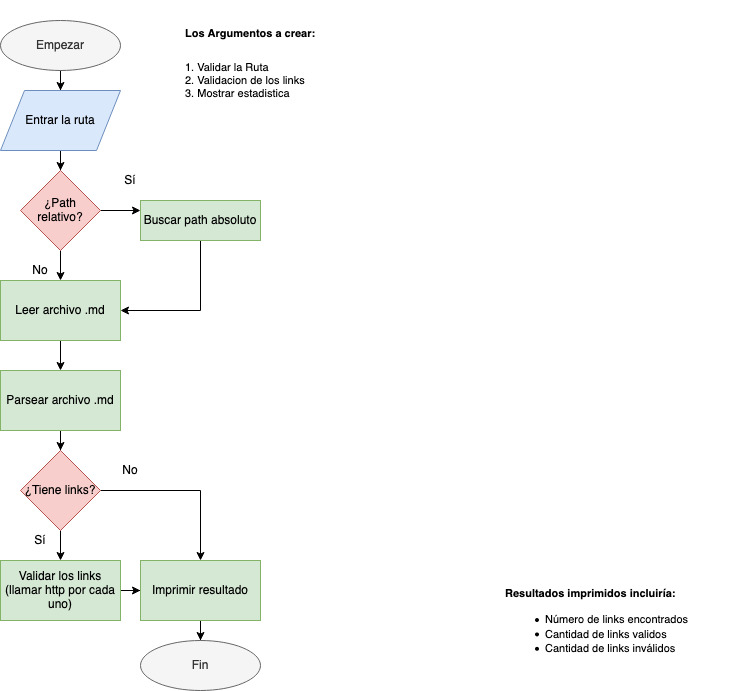 Empezar
Los Argumentos a crear:
1. Validar la Ruta
2. Validacion de los links
3. Mostrar estadistica
Entrar la ruta
¿Path
relativo?
Sí
Buscar path absoluto
No
Leer archivo .md
Parsear archivo .md
¿Tiene links?
No
Sí
Validar los links
(llamar http por cada
uno)
Imprimir resultado
Fin
Resultados imprimidos incluiría:
• Número de links encontrados
• Cantidad de links validos
• Cantidad de links inválidos